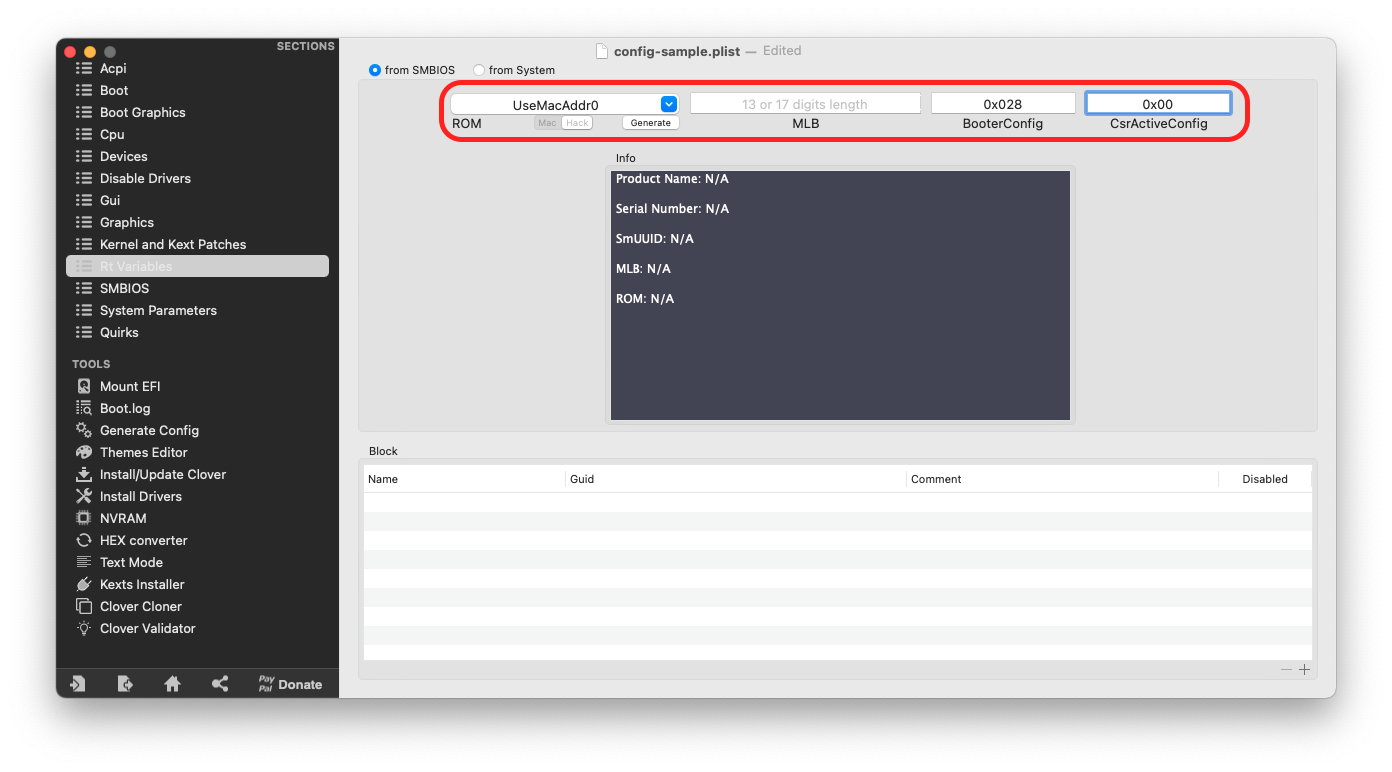 SECTIONS
Acpi
Boot
Boot Graphics
Cpu
Devices
Disable Drivers
Gui
Graphics
Kernel and Kext Patches
Rt Variables
SMBIOS
System Parameters
Quirks
TOOLS
Mount EFI
Boot.log
Generate Config
Themes Editor
Install/Update Clover
Install Drivers
NVRAM
HEX converter
Text Mode
Kexts Installer
Clover Cloner
Clover Validator
Pay
Pal Donate
config-sample.plist — Edited
from SMBIOS from System
UseMacAddr0 13 or 17 digits length 0x028 0x00
ROM Mac Hack Generate MLB BooterConfig CsrActiveConfig
Info
Product Name: N/A
Serial Number: N/A
SmUUID: N/A
MLB: N/A
ROM: N/A
Block
Name Guid Comment Disabled